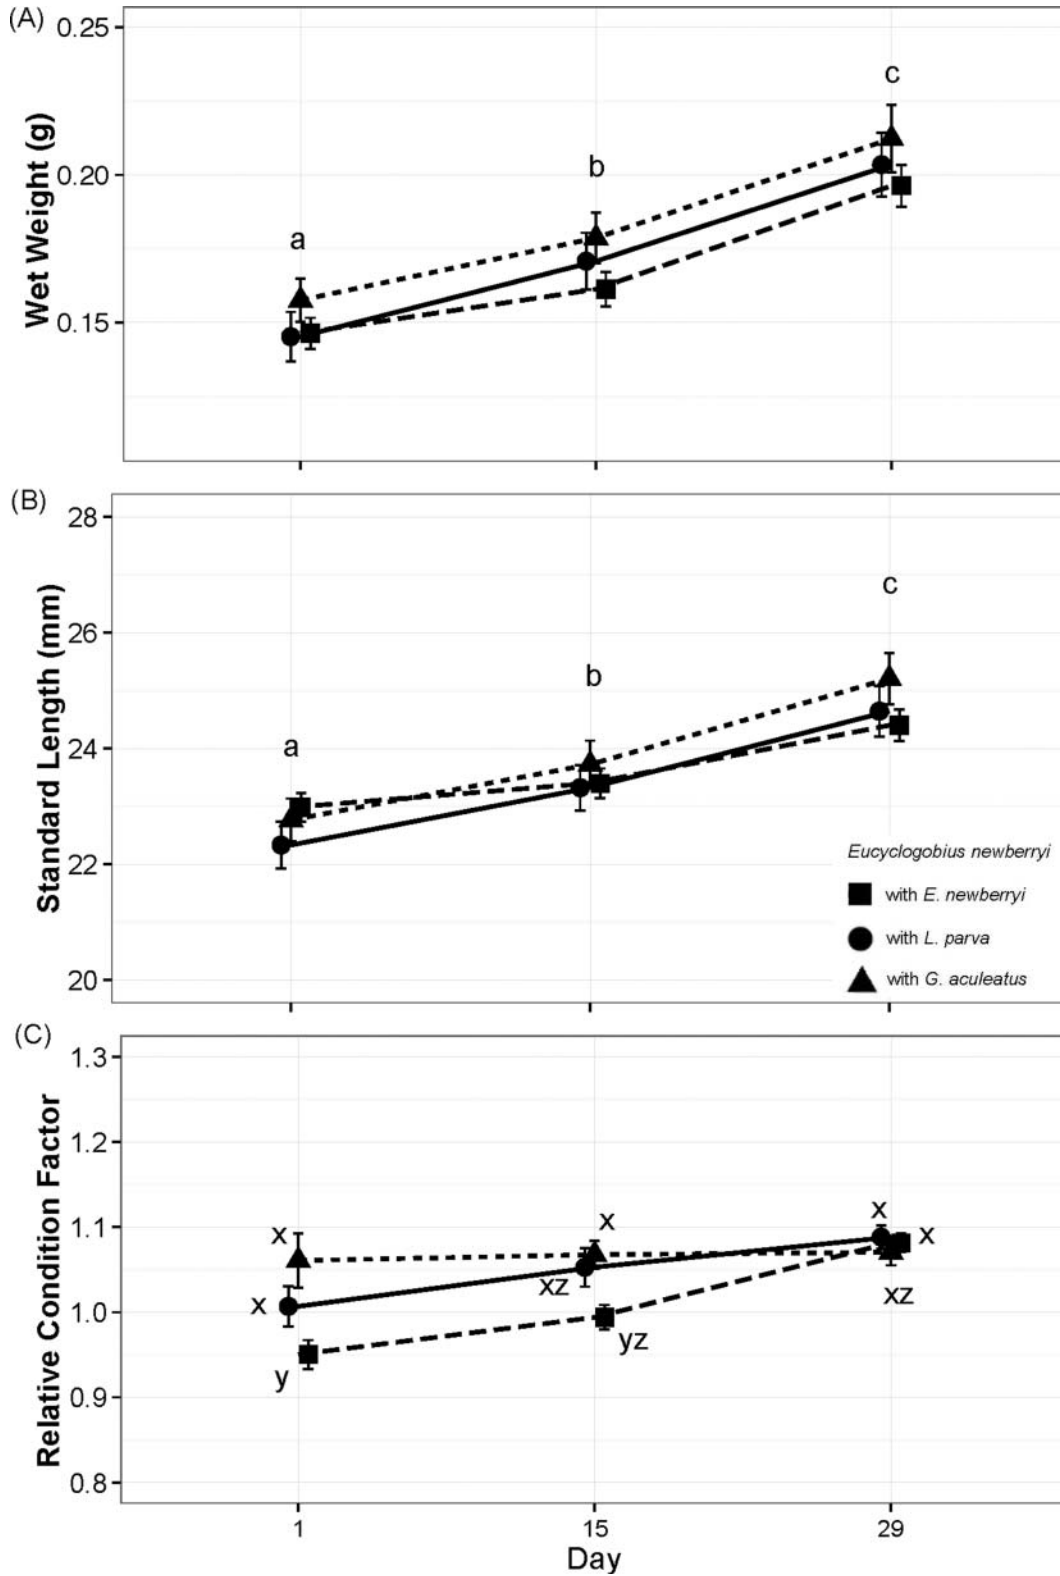 (A)
0.25
c
0.20
b
a
0.15
Wet Weight (g)
(B)
28
c
26
b
a
24
22
20
Standard Length (mm)
Eucyclogobius newberryi
with E. newberryi
with L. parva
with G. aculeatus
(C)
1.3
1.2
x
x
x
x
1.1
xz
xz
x
1.0
yz
y
0.9
0.8
Relative Condition Factor
1 15 29
Day